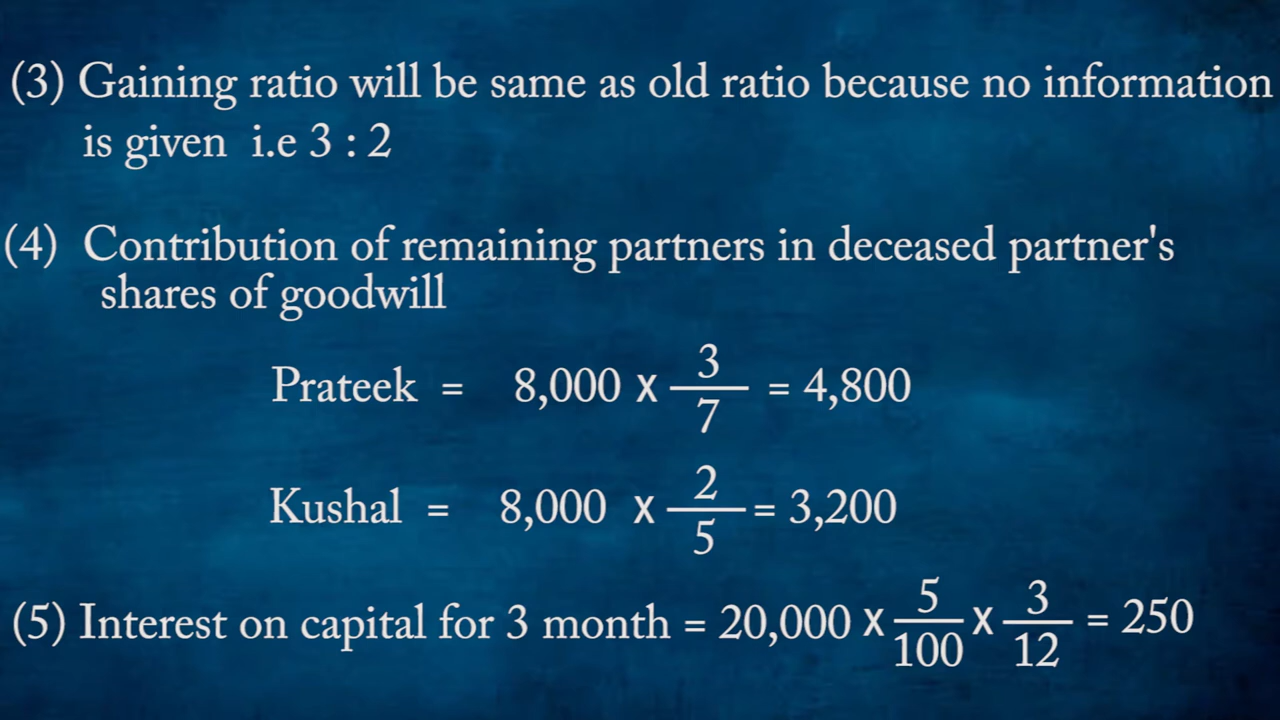 (3) Gaining ratio will be same as old ratio because no information
is given i.e 3 : 2
(4) Contribution of remaining partners in deceased partner's
shares of goodwill
Prateek = 8,000 x 3/7 = 4,800
Kushal = 8,000 x 2/5 = 3,200
(5) Interest on capital for 3 month = 20,000 x 5/100 x 3/12 = 250